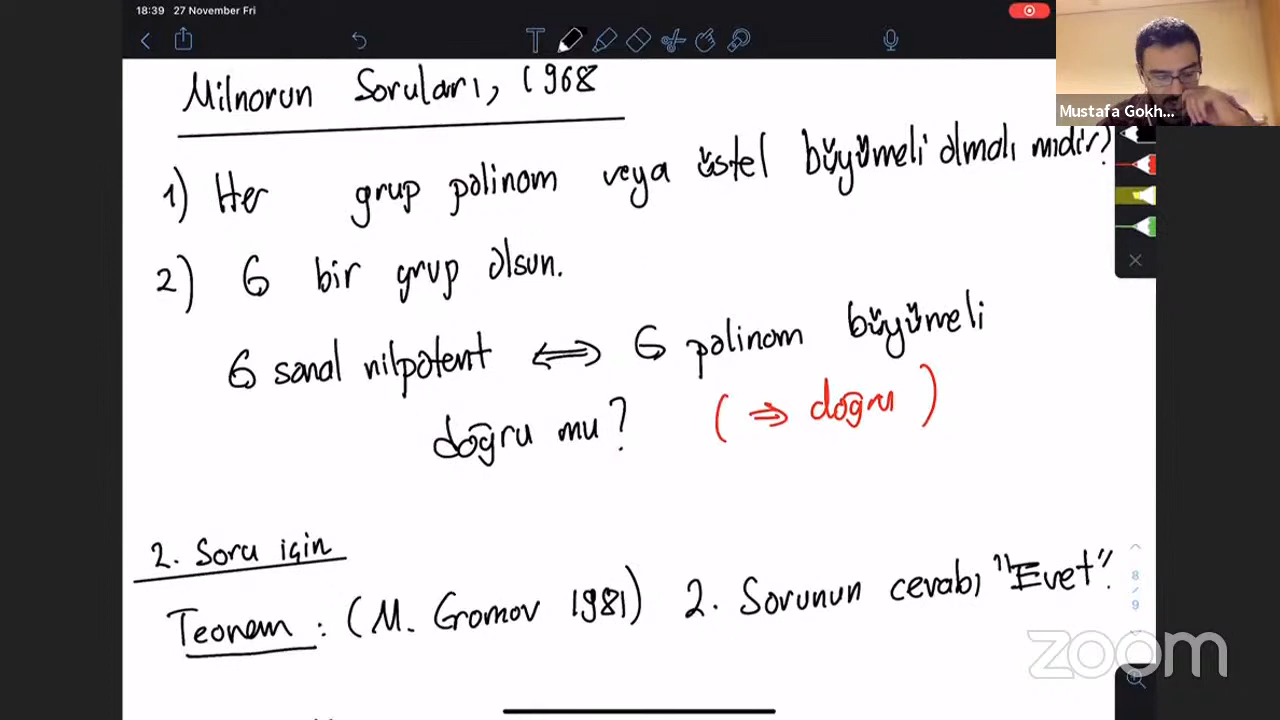 18:39 27 November Fri
Mustafa Gokh...
Milnorun Soruları, 1968
1) Her grup polinom veya üstel büyümeli olmalı mıdır?
2) G bir grup olsun.
G sanal nilpotent ⟺ G polinom büyümeli
doğru mu? (⇒ doğru)
2. Soru için
Teorem : (M. Gromov 1981) 2. Sorunun cevabı "Evet".
8
/
9
zoom